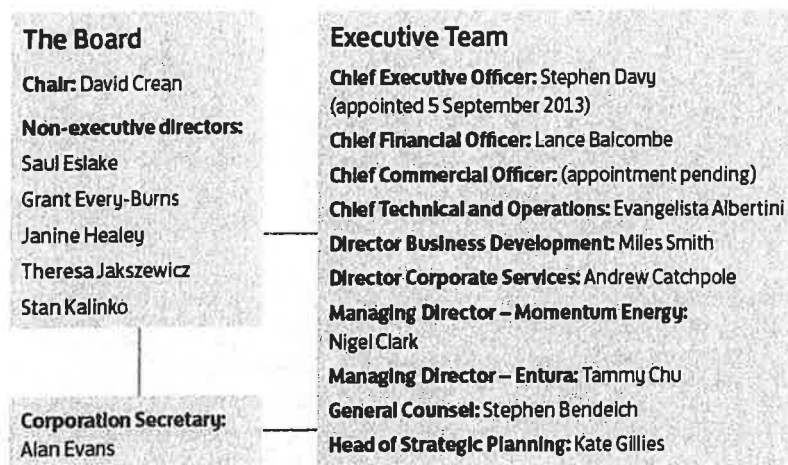 The Board
Chair: David Crean
Non-executive directors:
Saul Eslake
Grant Every-Burns
Janine Healey
Theresa Jakszewicz
Stan Kalinko
Corporation Secretary:
Alan Evans
Executive Team
Chief Executive Officer: Stephen Davy
(appointed 5 September 2013)
Chief Financial Officer: Lance Balcombe
Chief Commercial Officer: (appointment pending)
Chief Technical and Operations: Evangelista Albertini
Director Business Development: Miles Smith
Director Corporate Services: Andrew Catchpole
Managing Director – Momentum Energy:
Nigel Clark
Managing Director – Entura: Tammy Chu
General Counsel: Stephen Bendeich
Head of Strategic Planning: Kate Gillies